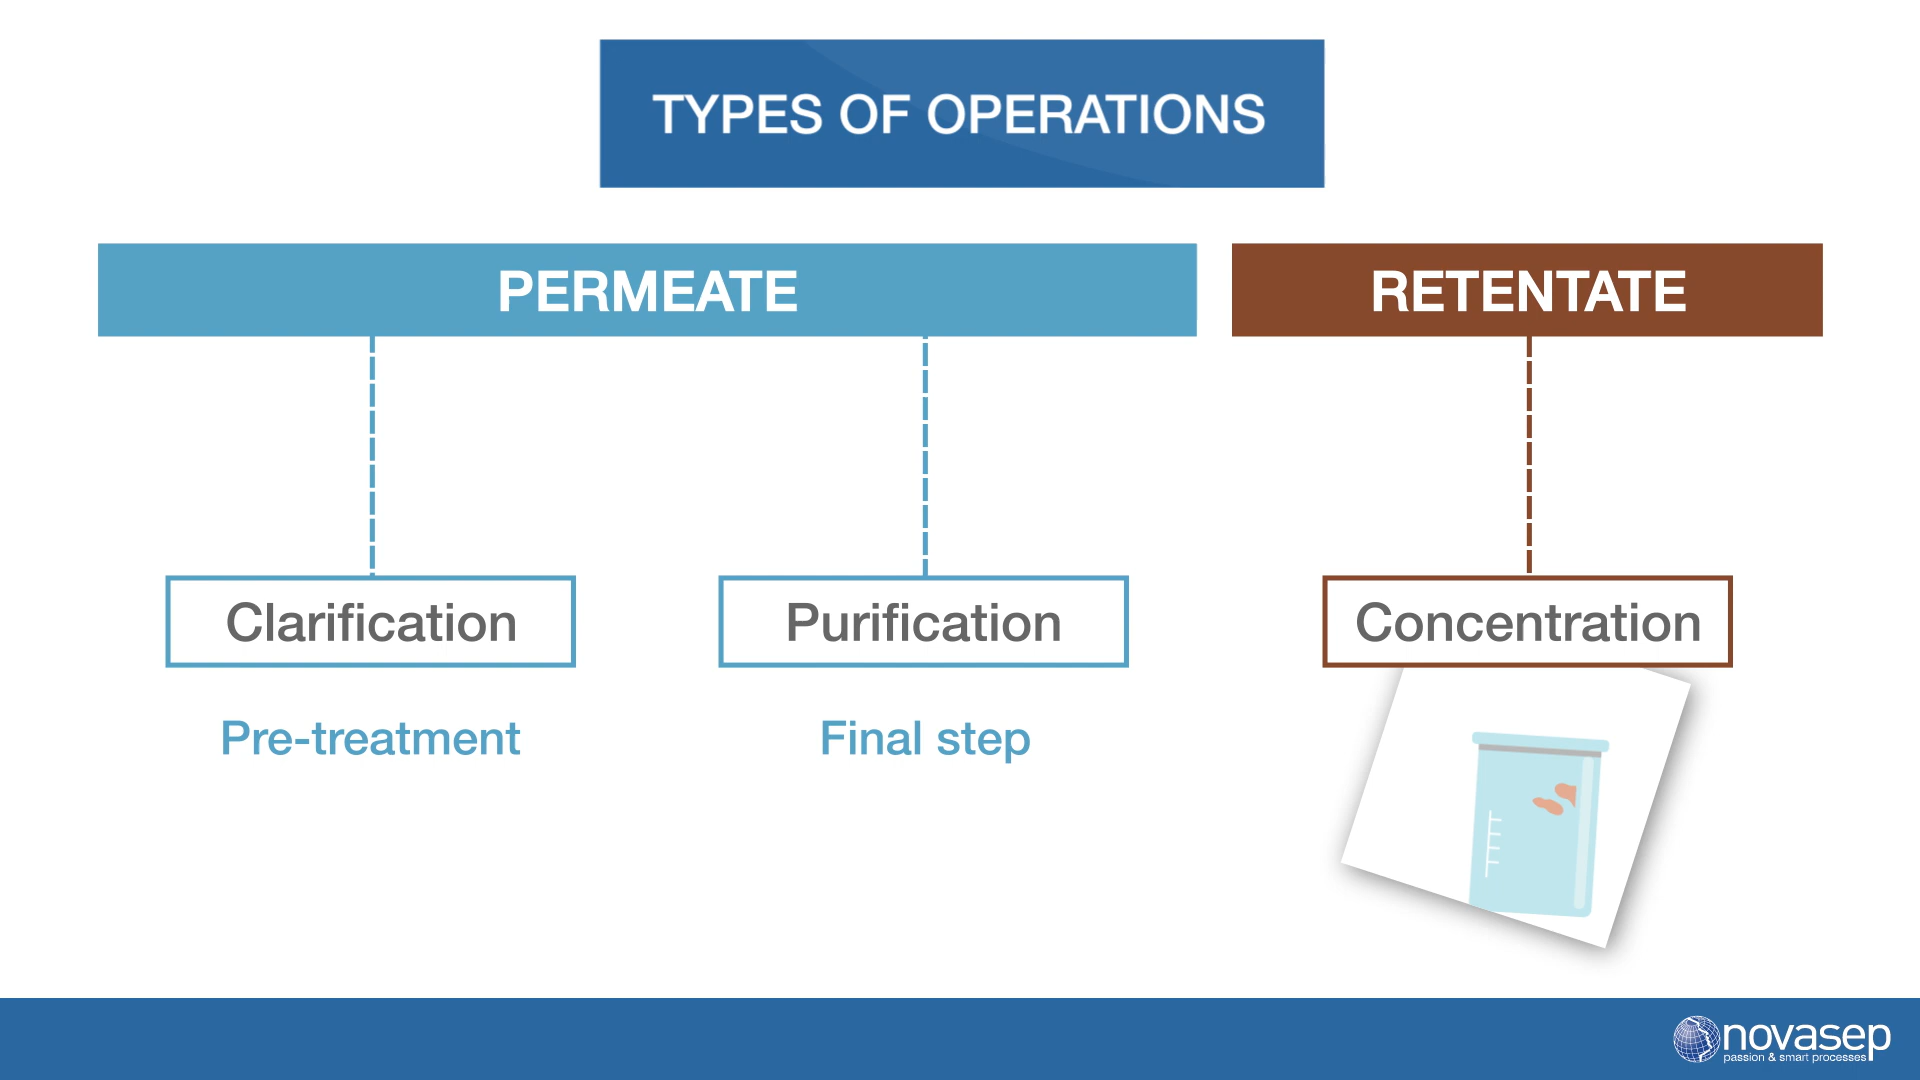 TYPES OF OPERATIONS
PERMEATE
RETENTATE
Clarification
Purification
Concentration
Pre-treatment
Final step
novasep
passion & smart processes